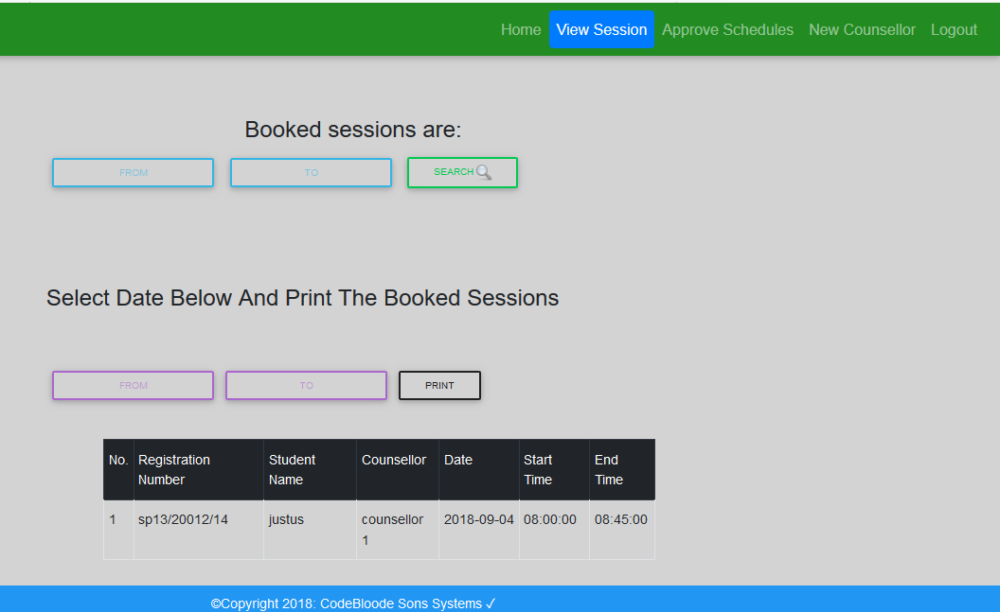 Home View Session Approve Schedules New Counsellor Logout
Booked sessions are:
FROM TO SEARCH
Select Date Below And Print The Booked Sessions
FROM TO PRINT
No. Registration Number Student Name Counsellor Date Start Time End Time
1 sp13/20012/14 justus counsellor 1 2018-09-04 08:00:00 08:45:00
©Copyright 2018: CodeBloode Sons Systems ✓